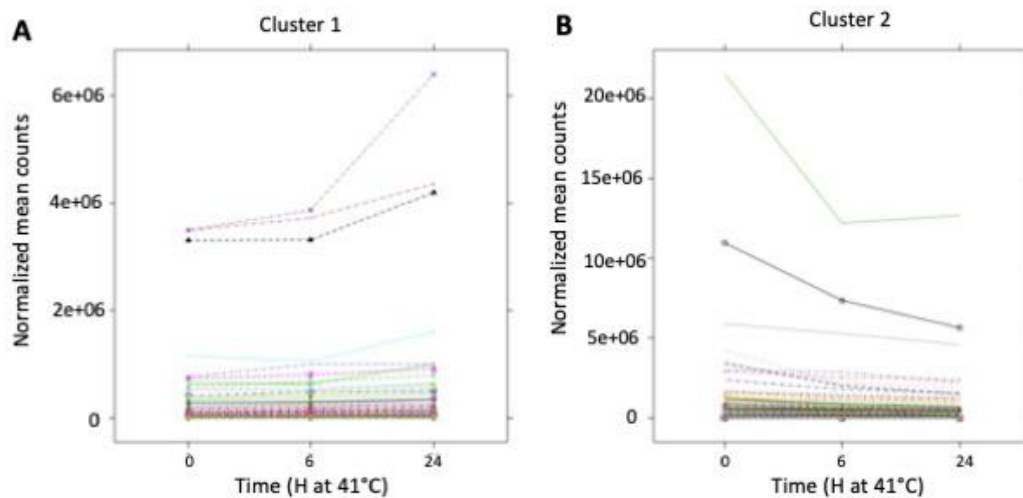 A
Cluster 1
Normalized mean counts
6e+06
4e+06
2e+06
0
0 6 24
Time (H at 41°C)
B
Cluster 2
Normalized mean counts
20e+06
15e+06
10e+06
5e+06
0
0 6 24
Time (H at 41°C)